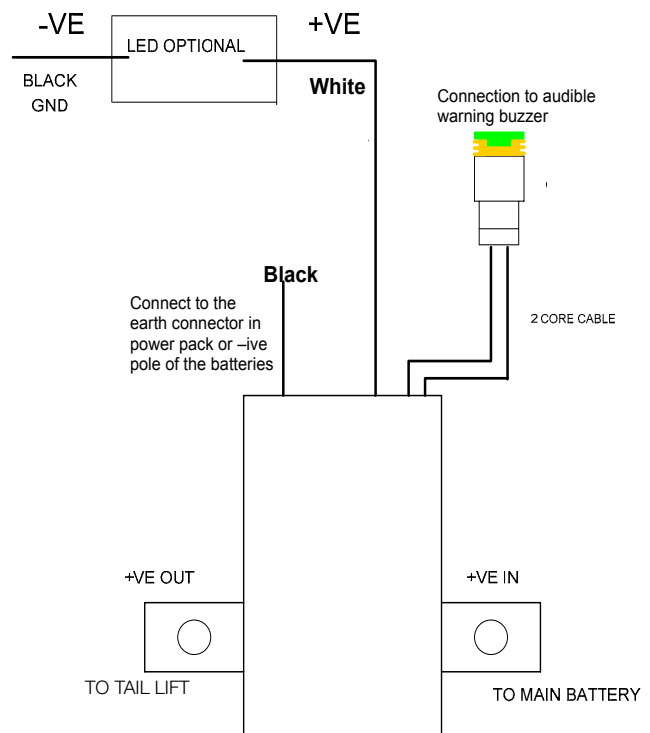 -VE
+VE
LED OPTIONAL
BLACK
GND
White
Connection to audible
warning buzzer
Black
Connect to the
earth connector in
power pack or –ive
pole of the batteries
2 CORE CABLE
+VE OUT
+VE IN
TO TAIL LIFT
TO MAIN BATTERY